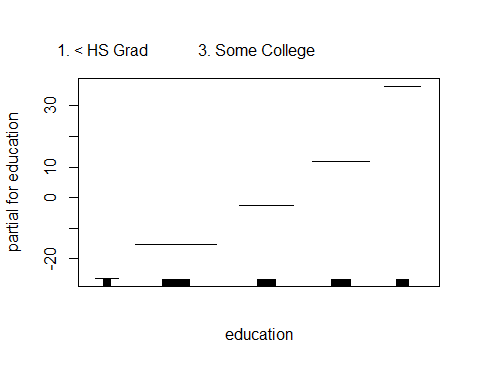 1. < HS Grad 3. Some College
partial for education
30
10
0
-20
education